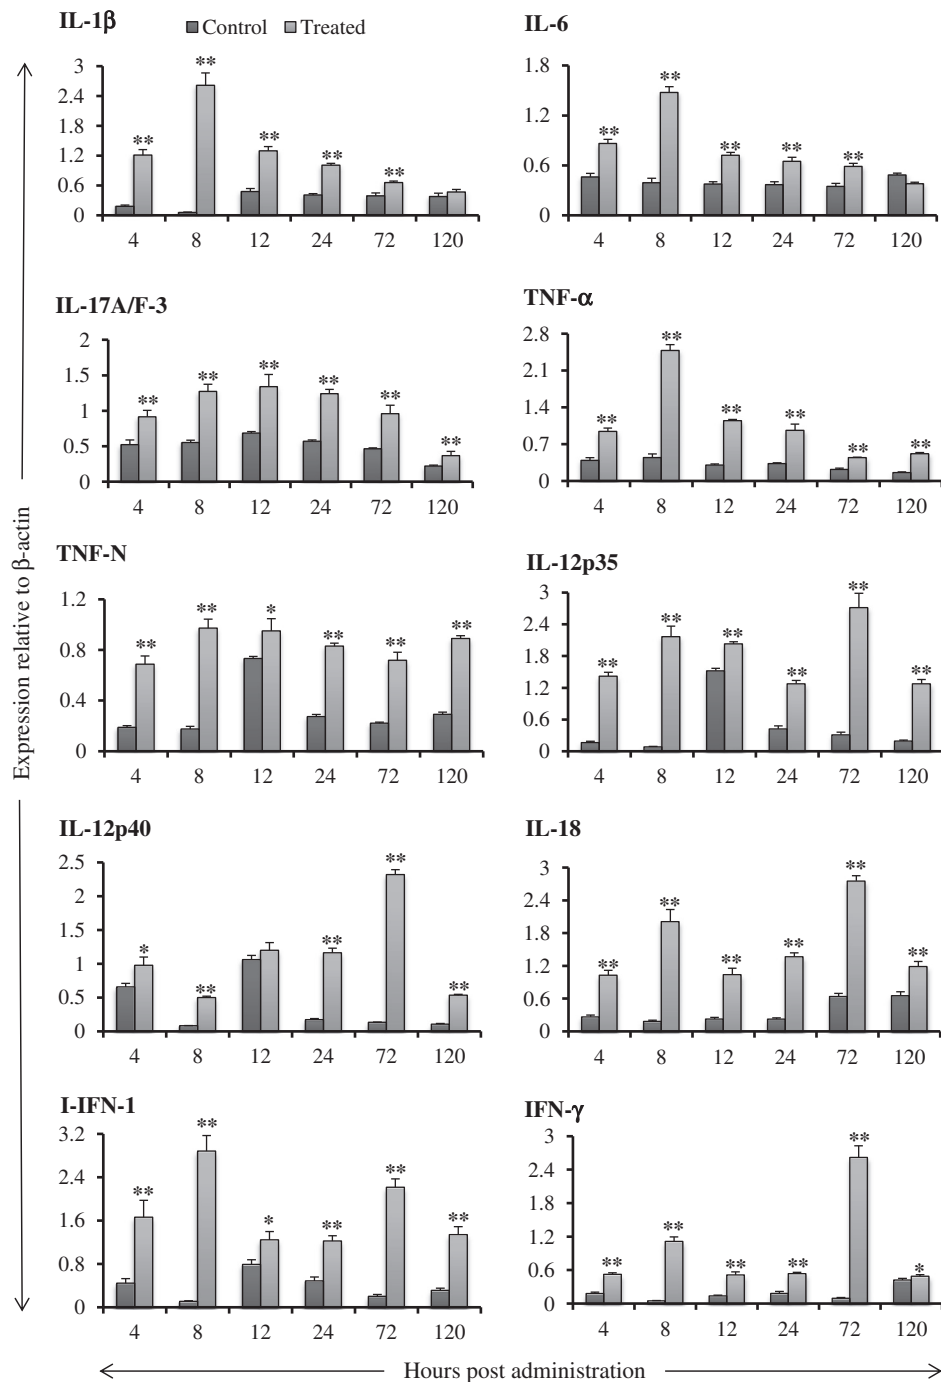 IL-1β
Control Treated
3
2.4
1.8
1.2
0.6
0
** ** ** ** **
4 8 12 24 72 120
IL-6
1.8
1.2
0.6
0
** ** ** ** **
4 8 12 24 72 120
IL-17A/F-3
2
1.5
1
0.5
0
** ** ** ** ** **
4 8 12 24 72 120
TNF-α
2.8
2.1
1.4
0.7
0
** ** ** ** ** **
4 8 12 24 72 120
Expression relative to β-actin
TNF-N
1.2
0.8
0.4
0
** ** * ** ** **
4 8 12 24 72 120
IL-12p35
3
2.4
1.8
1.2
0.6
0
** ** ** ** ** **
4 8 12 24 72 120
IL-12p40
2.5
2
1.5
1
0.5
0
* ** ** ** **
4 8 12 24 72 120
IL-18
3
2.4
1.8
1.2
0.6
0
** ** ** ** ** **
4 8 12 24 72 120
I-IFN-1
3.2
2.4
1.6
0.8
0
** ** * ** ** **
4 8 12 24 72 120
IFN-γ
3
2.4
1.2
0.6
0
** ** ** ** ** *
4 8 12 24 72 120
Hours post administration